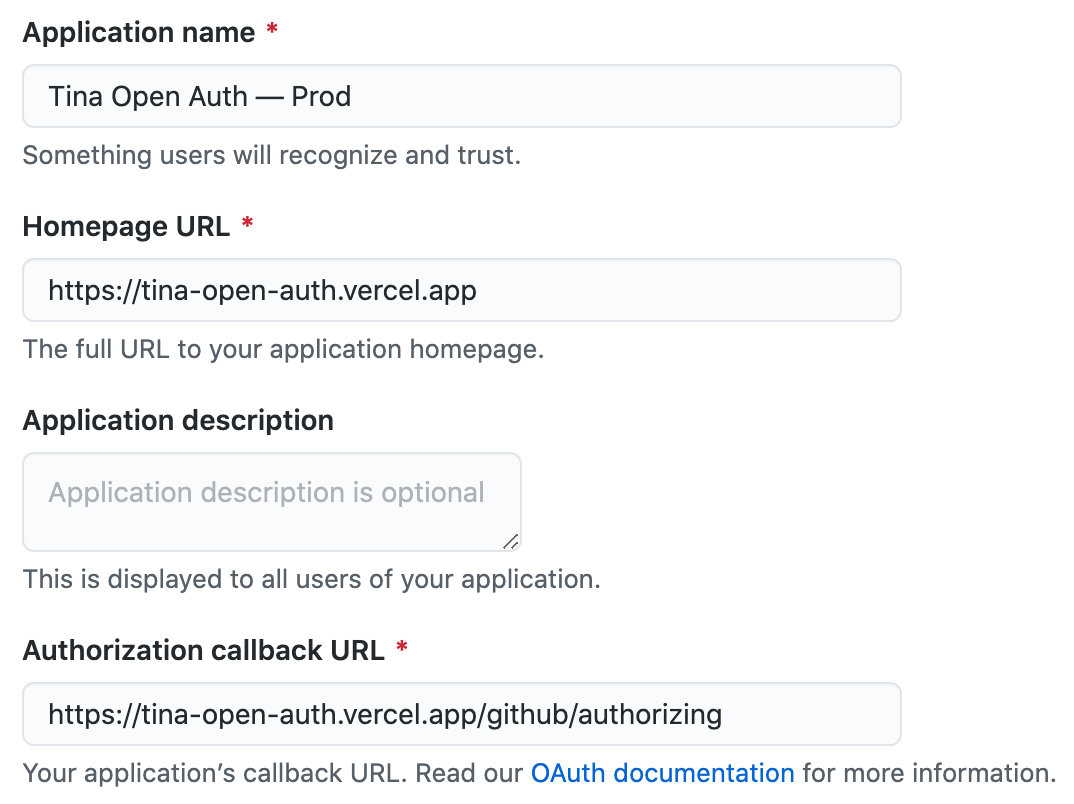 Application name *
Tina Open Auth — Prod
Something users will recognize and trust.
Homepage URL *
https://tina-open-auth.vercel.app
The full URL to your application homepage.
Application description
Application description is optional
This is displayed to all users of your application.
Authorization callback URL *
https://tina-open-auth.vercel.app/github/authorizing
Your application’s callback URL. Read our OAuth documentation for more information.